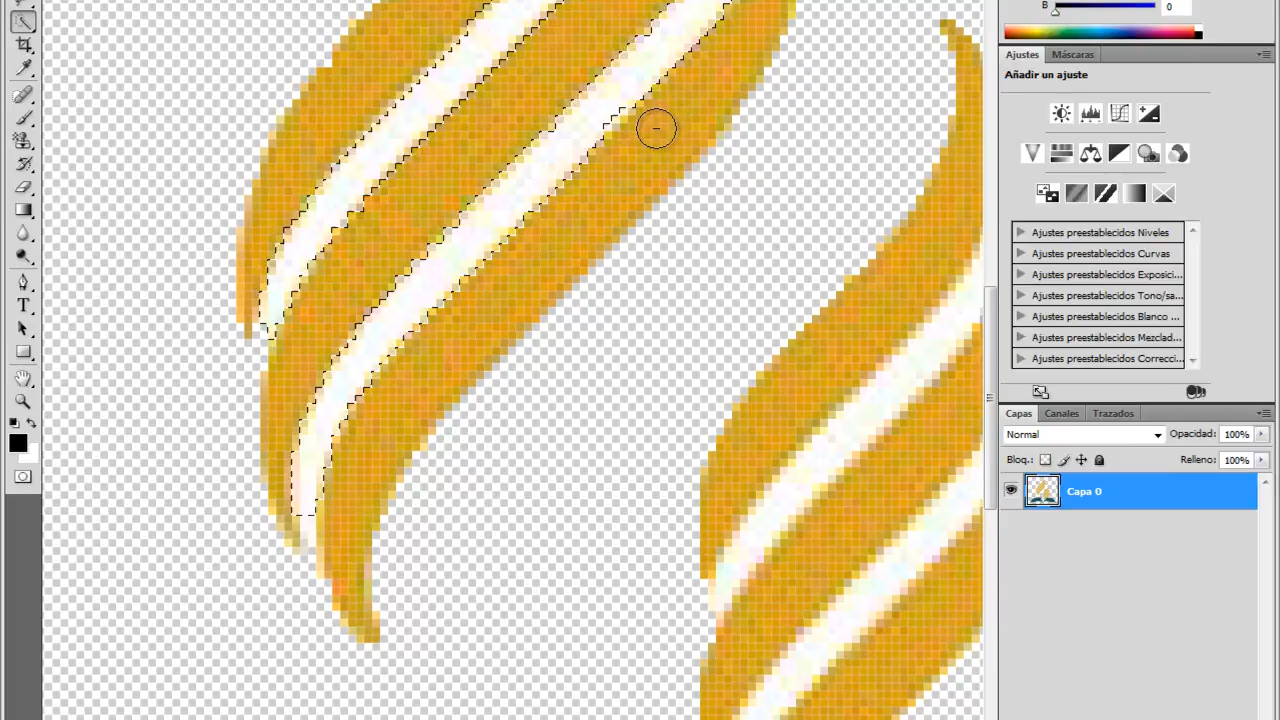 B 0
Ajustes Máscaras
Añadir un ajuste
Ajustes preestablecidos Niveles
Ajustes preestablecidos Curvas
Ajustes preestablecidos Exposici...
Ajustes preestablecidos Tono/sa...
Ajustes preestablecidos Blanco ...
Ajustes preestablecidos Mezclad...
Ajustes preestablecidos Correcci...
Capas Canales Trazados
Normal Opacidad: 100%
Bloq.: Relleno: 100%
Capa 0
T